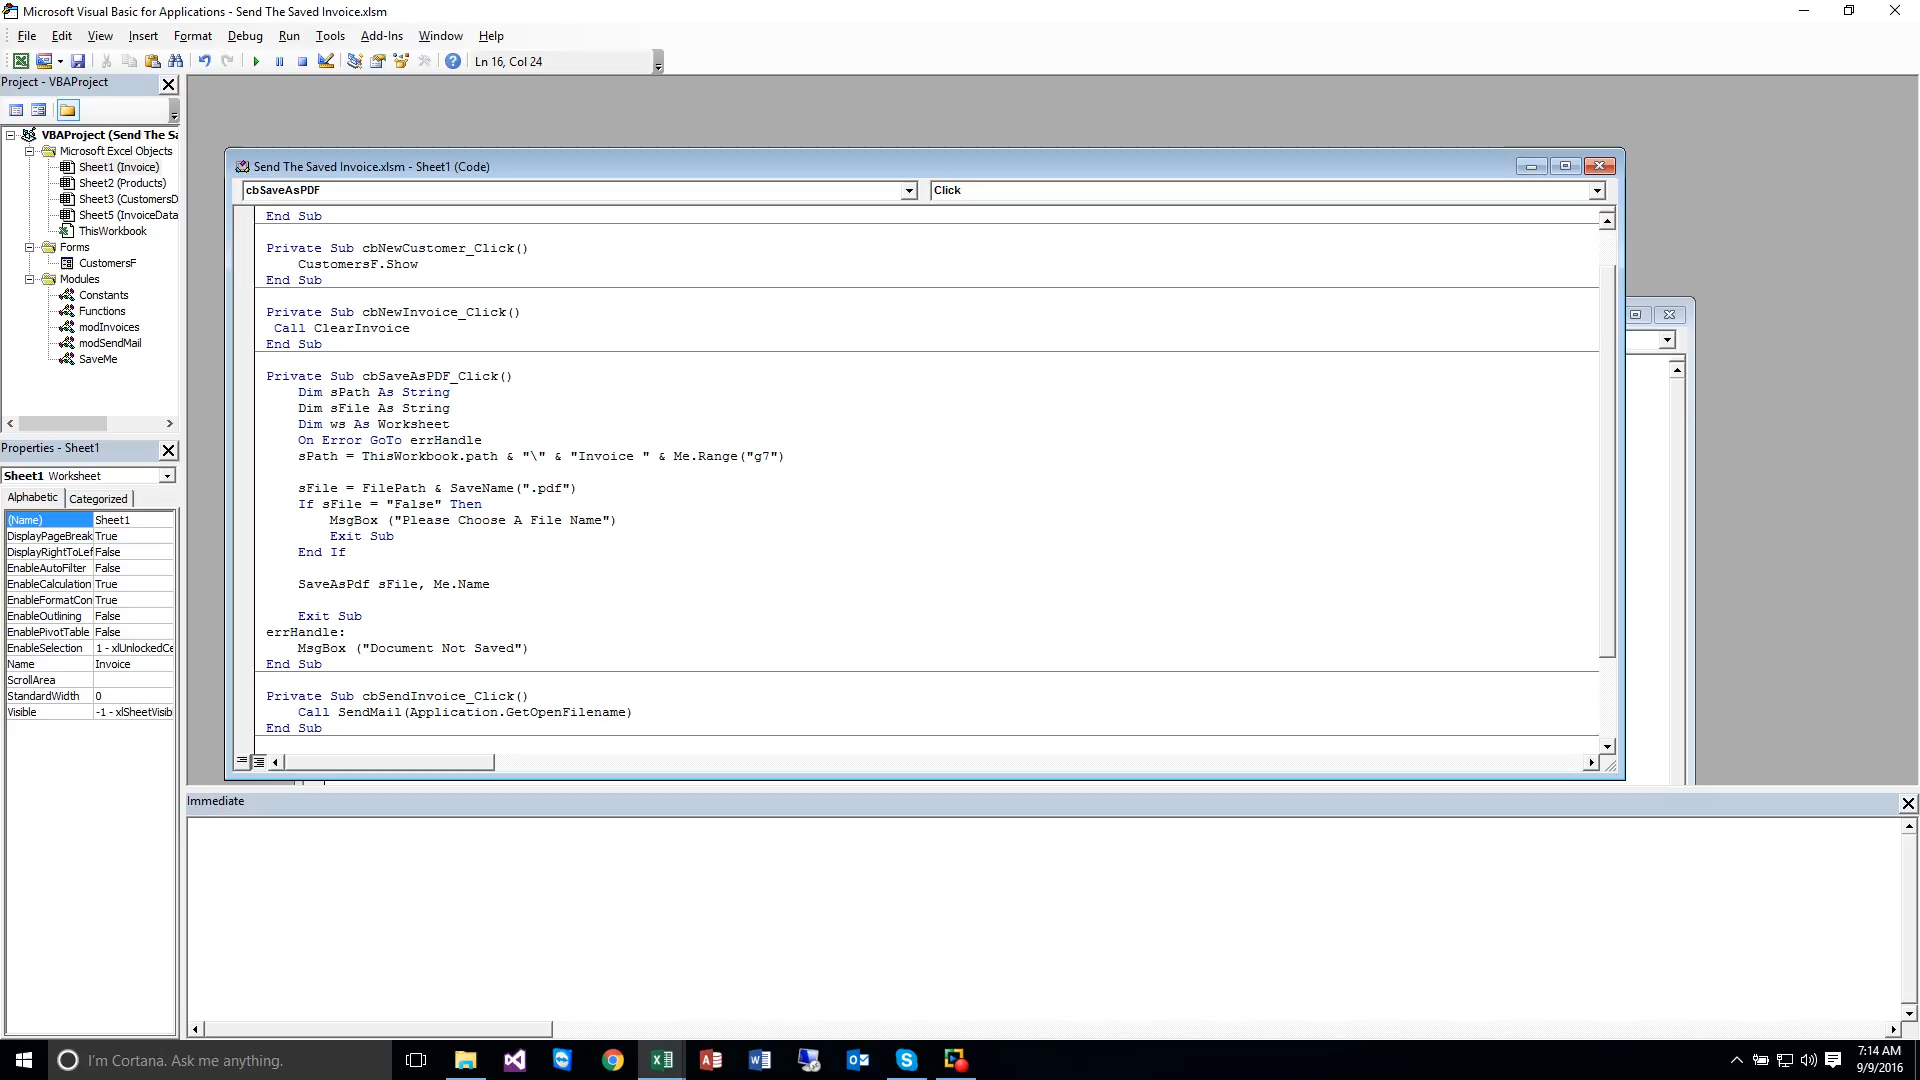 Microsoft Visual Basic for Applications - Send The Saved Invoice.xlsm
File Edit View Insert Format Debug Run Tools Add-Ins Window Help
Ln 16, Col 24
Project - VBAProject
VBAProject (Send The Sa
Microsoft Excel Objects
Sheet1 (Invoice)
Sheet2 (Products)
Sheet3 (CustomersD
Sheet5 (InvoiceData
ThisWorkbook
Forms
CustomersF
Modules
Constants
Functions
modInvoices
modSendMail
SaveMe
Properties - Sheet1
Sheet1 Worksheet
Alphabetic Categorized
(Name) Sheet1
DisplayPageBreak True
DisplayRightToLef False
EnableAutoFilter False
EnableCalculation True
EnableFormatCon True
EnableOutlining False
EnablePivotTable False
EnableSelection 1 - xlUnlockedCe
Name Invoice
ScrollArea
StandardWidth 0
Visible -1 - xlSheetVisib
Send The Saved Invoice.xlsm - Sheet1 (Code)
cbSaveAsPDF Click
End Sub
Private Sub cbNewCustomer_Click()
CustomersF.Show
End Sub
Private Sub cbNewInvoice_Click()
Call ClearInvoice
End Sub
Private Sub cbSaveAsPDF_Click()
Dim sPath As String
Dim sFile As String
Dim ws As Worksheet
On Error GoTo errHandle
sPath = ThisWorkbook.path & "\" & "Invoice " & Me.Range("g7")
sFile = FilePath & SaveName(".pdf")
If sFile = "False" Then
MsgBox ("Please Choose A File Name")
Exit Sub
End If
SaveAsPdf sFile, Me.Name
Exit Sub
errHandle:
MsgBox ("Document Not Saved")
End Sub
Private Sub cbSendInvoice_Click()
Call SendMail(Application.GetOpenFilename)
End Sub
Immediate
I'm Cortana. Ask me anything.
7:14 AM
9/9/2016